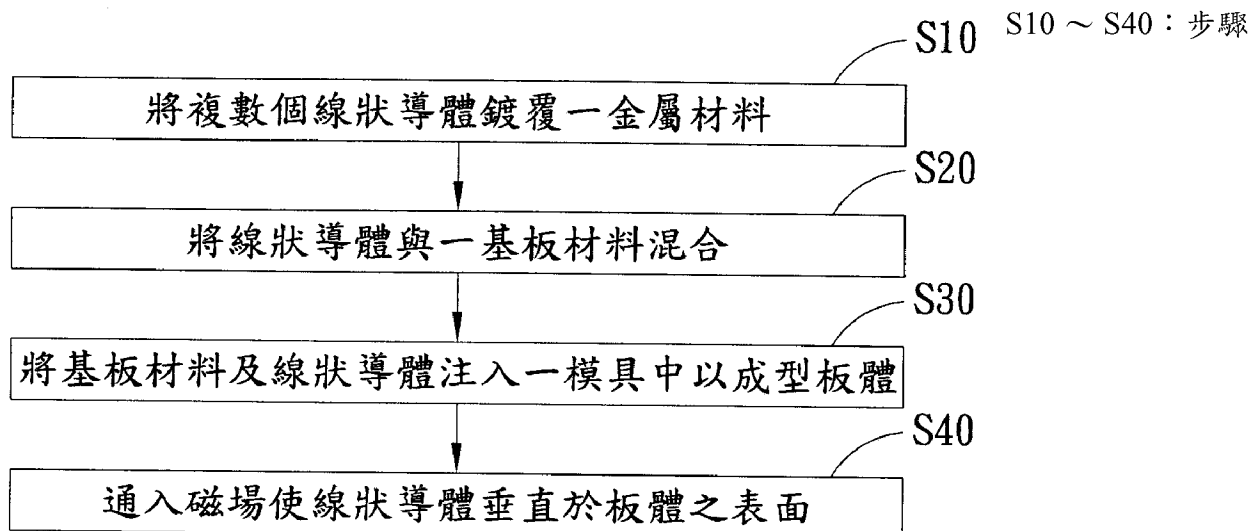 S10 S10～S40：步驟
將複數個線狀導體鍍覆一金屬材料
S20
將線狀導體與一基板材料混合
S30
將基板材料及線狀導體注入一模具中以成型板體
S40
通入磁場使線狀導體垂直於板體之表面